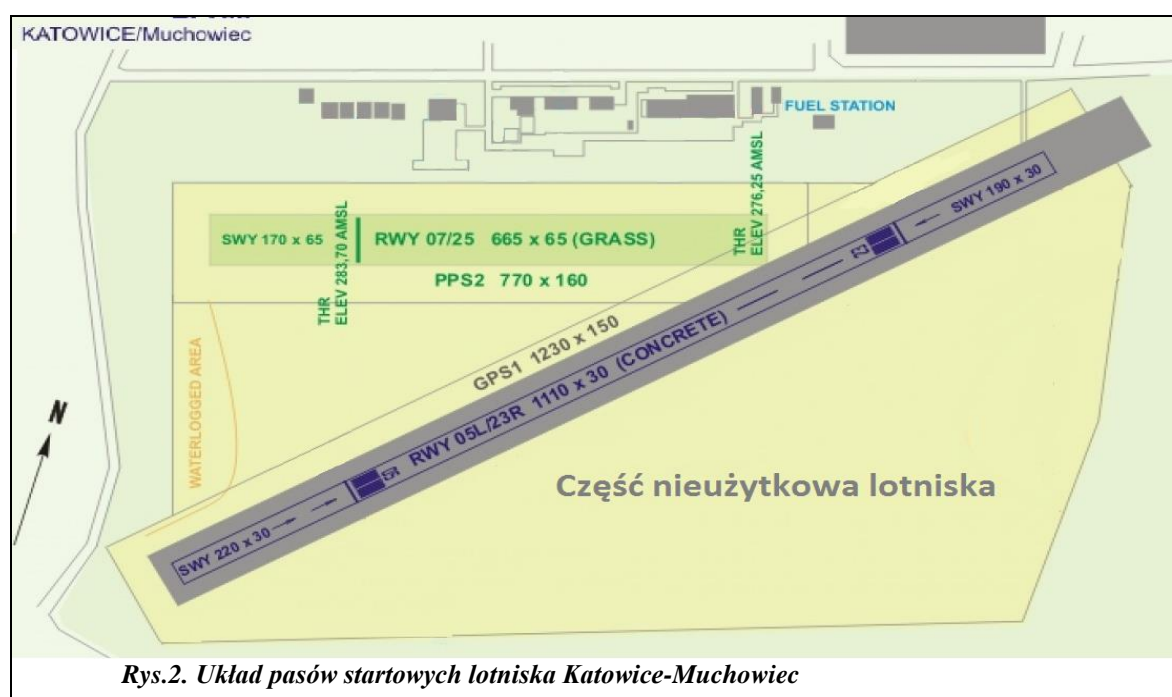 KATOWICE/Muchowiec
FUEL STATION
THR
ELEV 276,25 AMSL
SWY 190 x 30
SWY 170 x 65
THR
ELEV 283,70 AMSL
RWY 07/25 665 x 65 (GRASS)
PPS2 770 x 160
23
GPS1 1230 x 150
RWY 05L/23R 1110 x 30 (CONCRETE)
WATERLOGGED AREA
N
Część nieużytkowa lotniska
SWY 220 x 30
Rys.2. Układ pasów startowych lotniska Katowice-Muchowiec